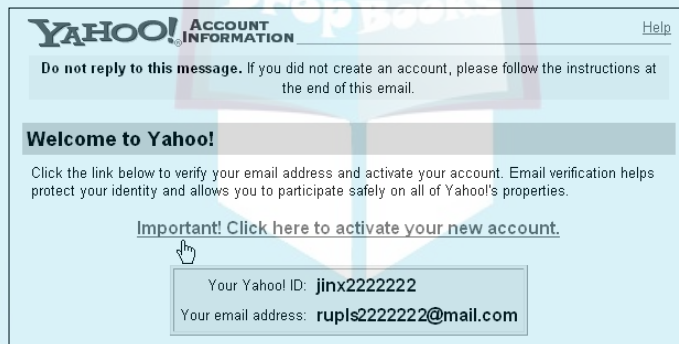 Drop Books
YAHOO!® ACCOUNT INFORMATION
Help
Do not reply to this message. If you did not create an account, please follow the instructions at
the end of this email.
Welcome to Yahoo!
Click the link below to verify your email address and activate your account. Email verification helps
protect your identity and allows you to participate safely on all of Yahoo!'s properties.
Important! Click here to activate your new account.
Your Yahoo! ID: jinx2222222
Your email address: rupls2222222@mail.com